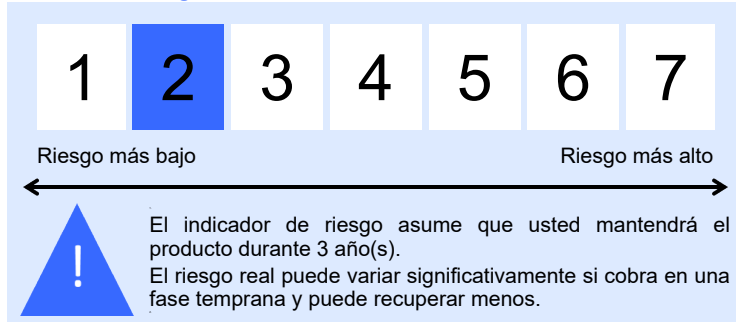 1 2 3 4 5 6 7
Riesgo más bajo Riesgo más alto
! El indicador de riesgo asume que usted mantendrá el
producto durante 3 año(s).
El riesgo real puede variar significativamente si cobra en una
fase temprana y puede recuperar menos.